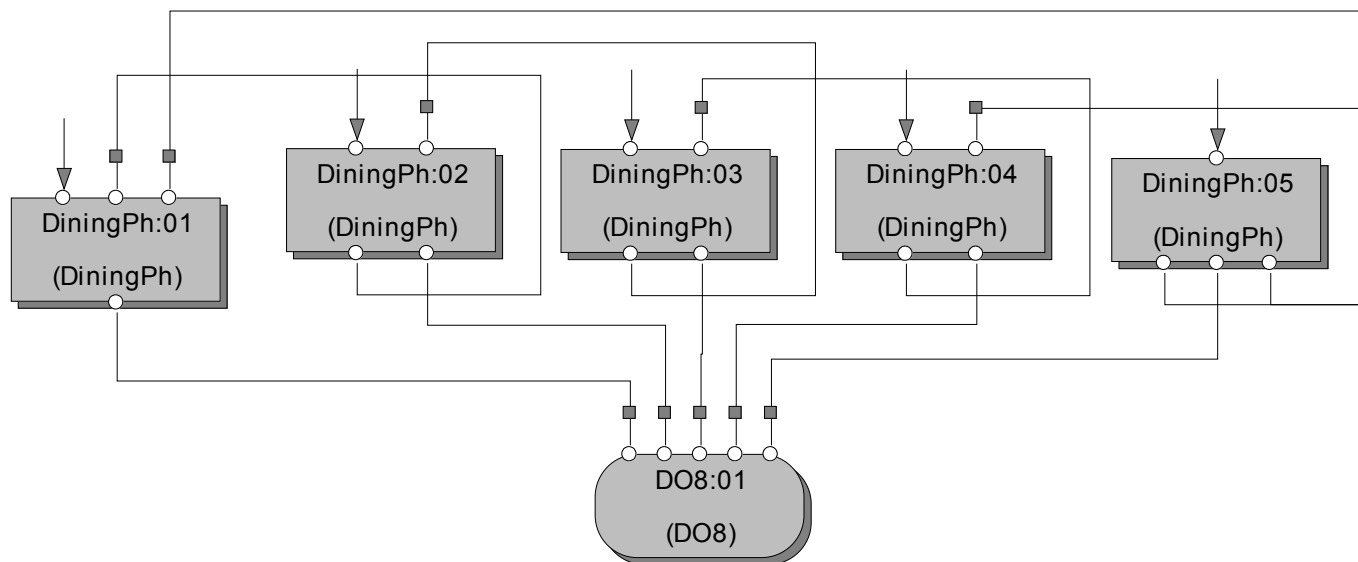 DiningPh:01
(DiningPh)
DiningPh:02
(DiningPh)
DiningPh:03
(DiningPh)
DiningPh:04
(DiningPh)
DiningPh:05
(DiningPh)
DO8:01
(DO8)